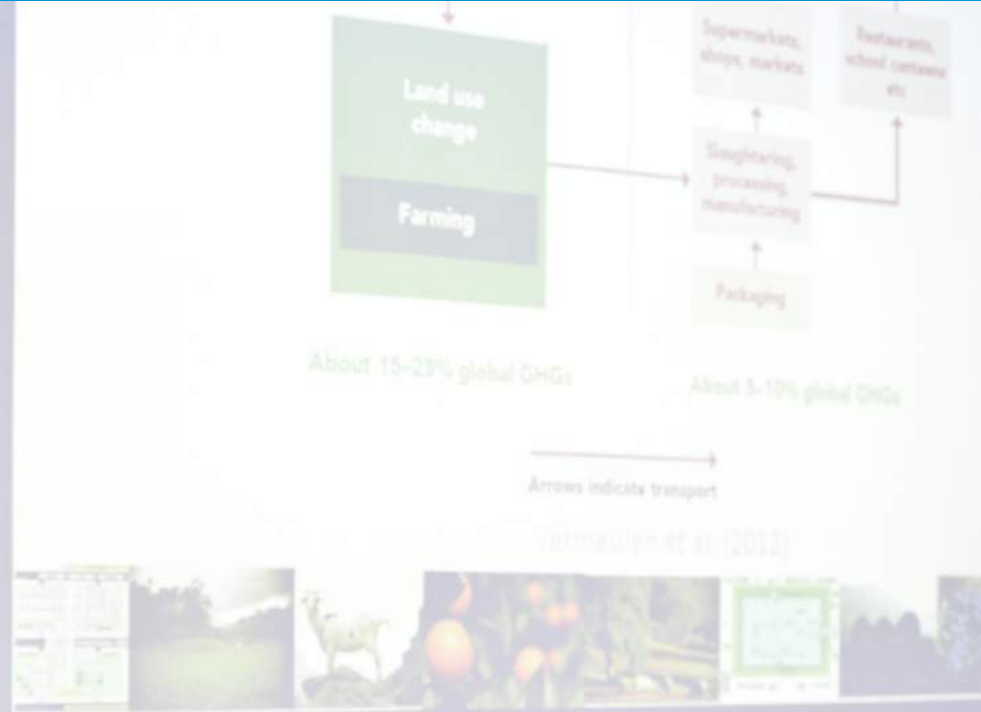 Supermarkets,
shops, markets
Restaurants,
school canteens
etc
Land use
change
Farming
Slaughtering,
processing,
manufacturing
Packaging
About 15–25% global GHGs
About 5–10% global GHGs
Arrows indicate transport
Vermeulen et al. (2012)